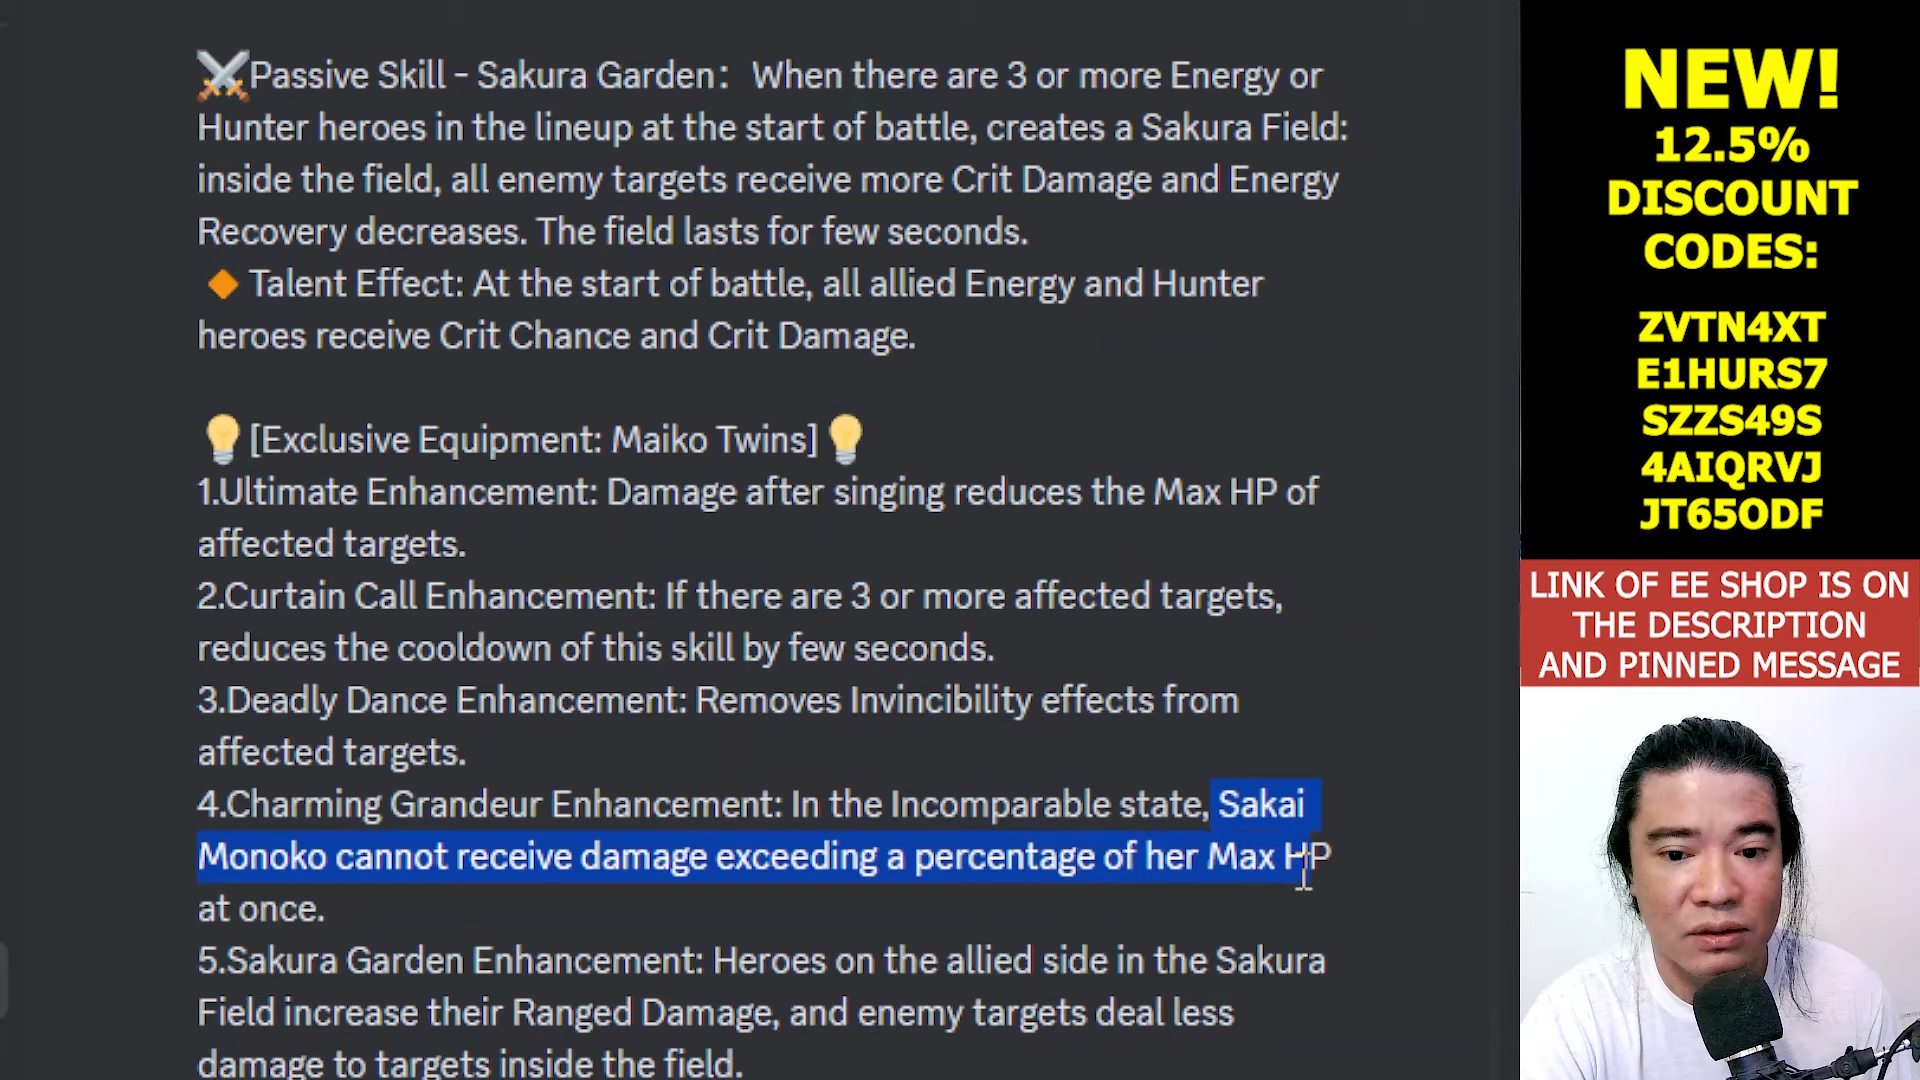 ⚔️Passive Skill - Sakura Garden: When there are 3 or more Energy or
Hunter heroes in the lineup at the start of battle, creates a Sakura Field:
inside the field, all enemy targets receive more Crit Damage and Energy
Recovery decreases. The field lasts for few seconds.
🔸Talent Effect: At the start of battle, all allied Energy and Hunter
heroes receive Crit Chance and Crit Damage.
💡[Exclusive Equipment: Maiko Twins]💡
1.Ultimate Enhancement: Damage after singing reduces the Max HP of
affected targets.
2.Curtain Call Enhancement: If there are 3 or more affected targets,
reduces the cooldown of this skill by few seconds.
3.Deadly Dance Enhancement: Removes Invincibility effects from
affected targets.
4.Charming Grandeur Enhancement: In the Incomparable state, Sakai
Monoko cannot receive damage exceeding a percentage of her Max HP
at once.
5.Sakura Garden Enhancement: Heroes on the allied side in the Sakura
Field increase their Ranged Damage, and enemy targets deal less
damage to targets inside the field.
NEW!
12.5%
DISCOUNT
CODES:
ZVTN4XT
E1HURS7
SZZS49S
4AIQRVJ
JT65ODF
LINK OF EE SHOP IS ON
THE DESCRIPTION
AND PINNED MESSAGE